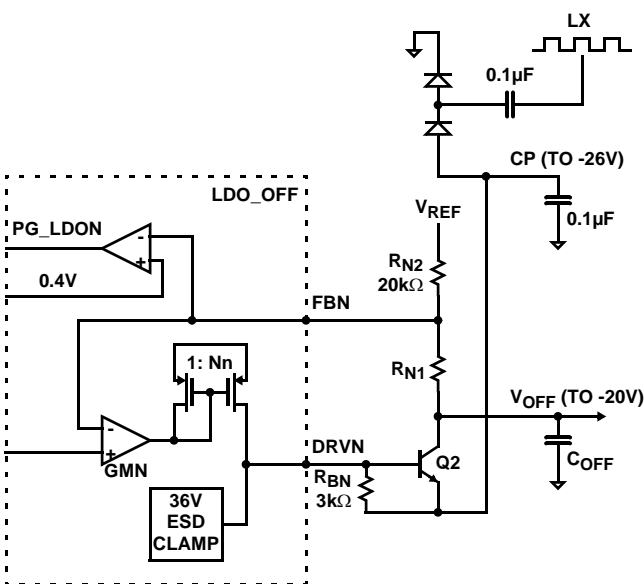 LX
0.1µF
CP (TO -26V)
0.1µF
LDO_OFF
VREF
PG_LDON
0.4V
RN2
20kΩ
FBN
1: Nn
RN1
VOFF (TO -20V)
DRVN
GMN
Q2
COFF
RBN
3kΩ
36V
ESD
CLAMP
-
+
-
+